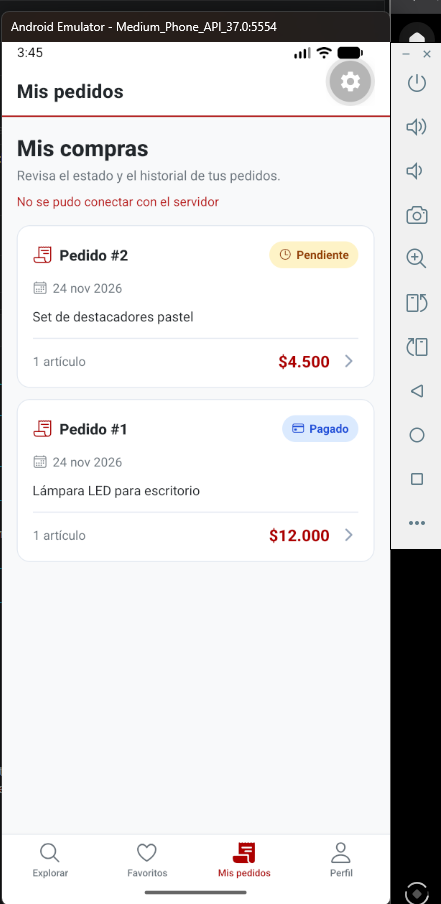 Android Emulator - Medium_Phone_API_37.0:5554
3:45
Mis pedidos
Mis compras
Revisa el estado y el historial de tus pedidos.
No se pudo conectar con el servidor
Pedido #2
Pendiente
24 nov 2026
Set de destacadores pastel
1 artículo
$4.500
Pedido #1
Pagado
24 nov 2026
Lámpara LED para escritorio
1 artículo
$12.000
Explorar
Favoritos
Mis pedidos
Perfil